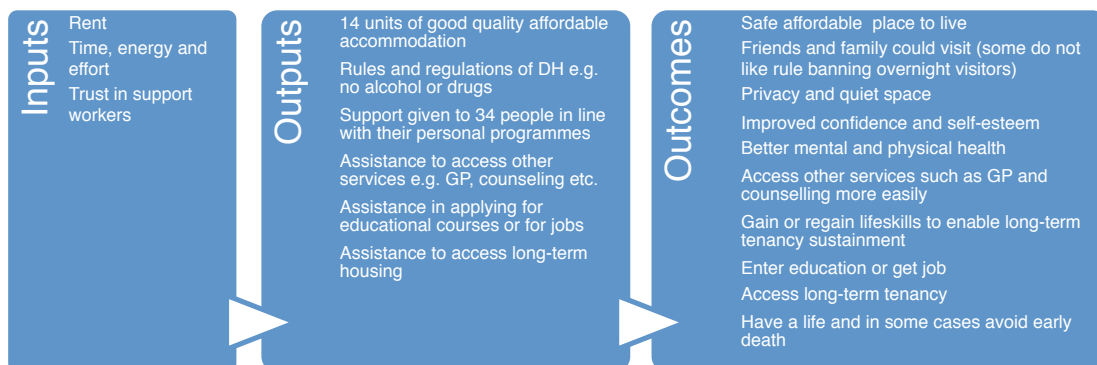 Inputs
Rent
Time, energy and
effort
Trust in support
workers
Outputs
14 units of good quality affordable
accommodation
Rules and regulations of DH e.g.
no alcohol or drugs
Support given to 34 people in line
with their personal programmes
Assistance to access other
services e.g. GP, counseling etc.
Assistance in applying for
educational courses or for jobs
Assistance to access long-term
housing
Outcomes
Safe affordable place to live
Friends and family could visit (some do not
like rule banning overnight visitors)
Privacy and quiet space
Improved confidence and self-esteem
Better mental and physical health
Access other services such as GP and
counselling more easily
Gain or regain lifeskills to enable long-term
tenancy sustainment
Enter education or get job
Access long-term tenancy
Have a life and in some cases avoid early
death